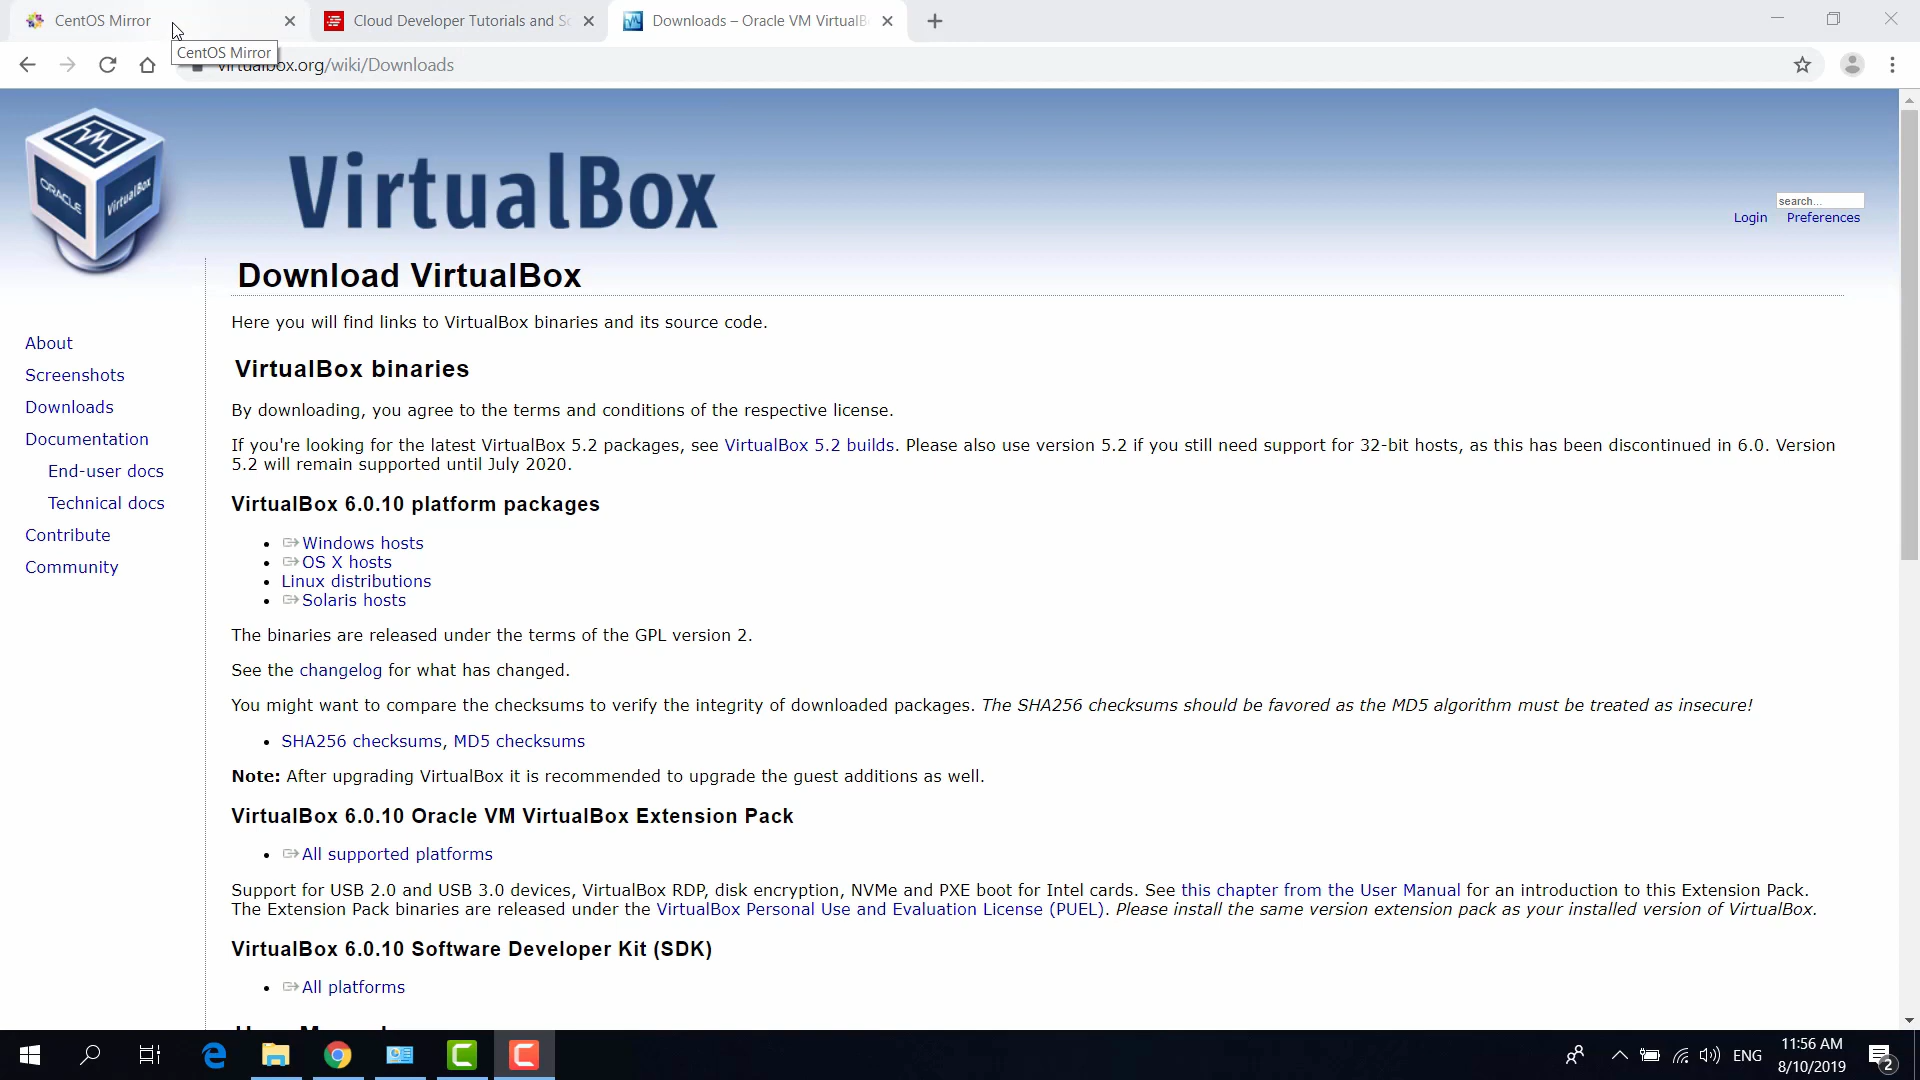 CentOS Mirror
Cloud Developer Tutorials and
Downloads – Oracle VM VirtualB
CentOS Mirror
virtualbox.org/wiki/Downloads
ORACLE
VirtualBox
VirtualBox
search...
Login Preferences
Download VirtualBox
Here you will find links to VirtualBox binaries and its source code.
About
Screenshots
Downloads
Documentation
End-user docs
Technical docs
Contribute
Community
VirtualBox binaries
By downloading, you agree to the terms and conditions of the respective license.
If you're looking for the latest VirtualBox 5.2 packages, see VirtualBox 5.2 builds. Please also use version 5.2 if you still need support for 32-bit hosts, as this has been discontinued in 6.0. Version
5.2 will remain supported until July 2020.
VirtualBox 6.0.10 platform packages
• Windows hosts
• OS X hosts
• Linux distributions
• Solaris hosts
The binaries are released under the terms of the GPL version 2.
See the changelog for what has changed.
You might want to compare the checksums to verify the integrity of downloaded packages. The SHA256 checksums should be favored as the MD5 algorithm must be treated as insecure!
• SHA256 checksums, MD5 checksums
Note: After upgrading VirtualBox it is recommended to upgrade the guest additions as well.
VirtualBox 6.0.10 Oracle VM VirtualBox Extension Pack
• All supported platforms
Support for USB 2.0 and USB 3.0 devices, VirtualBox RDP, disk encryption, NVMe and PXE boot for Intel cards. See this chapter from the User Manual for an introduction to this Extension Pack.
The Extension Pack binaries are released under the VirtualBox Personal Use and Evaluation License (PUEL). Please install the same version extension pack as your installed version of VirtualBox.
VirtualBox 6.0.10 Software Developer Kit (SDK)
• All platforms
ENG
11:56 AM
8/10/2019
2